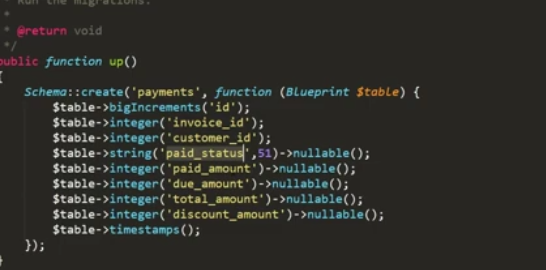 * Run the migrations.
*
* @return void
*/
public function up()
{
Schema::create('payments', function (Blueprint $table) {
$table->bigIncrements('id');
$table->integer('invoice_id');
$table->integer('customer_id');
$table->string('paid_status',51)->nullable();
$table->integer('paid_amount')->nullable();
$table->integer('due_amount')->nullable();
$table->integer('total_amount')->nullable();
$table->integer('discount_amount')->nullable();
$table->timestamps();
});
}